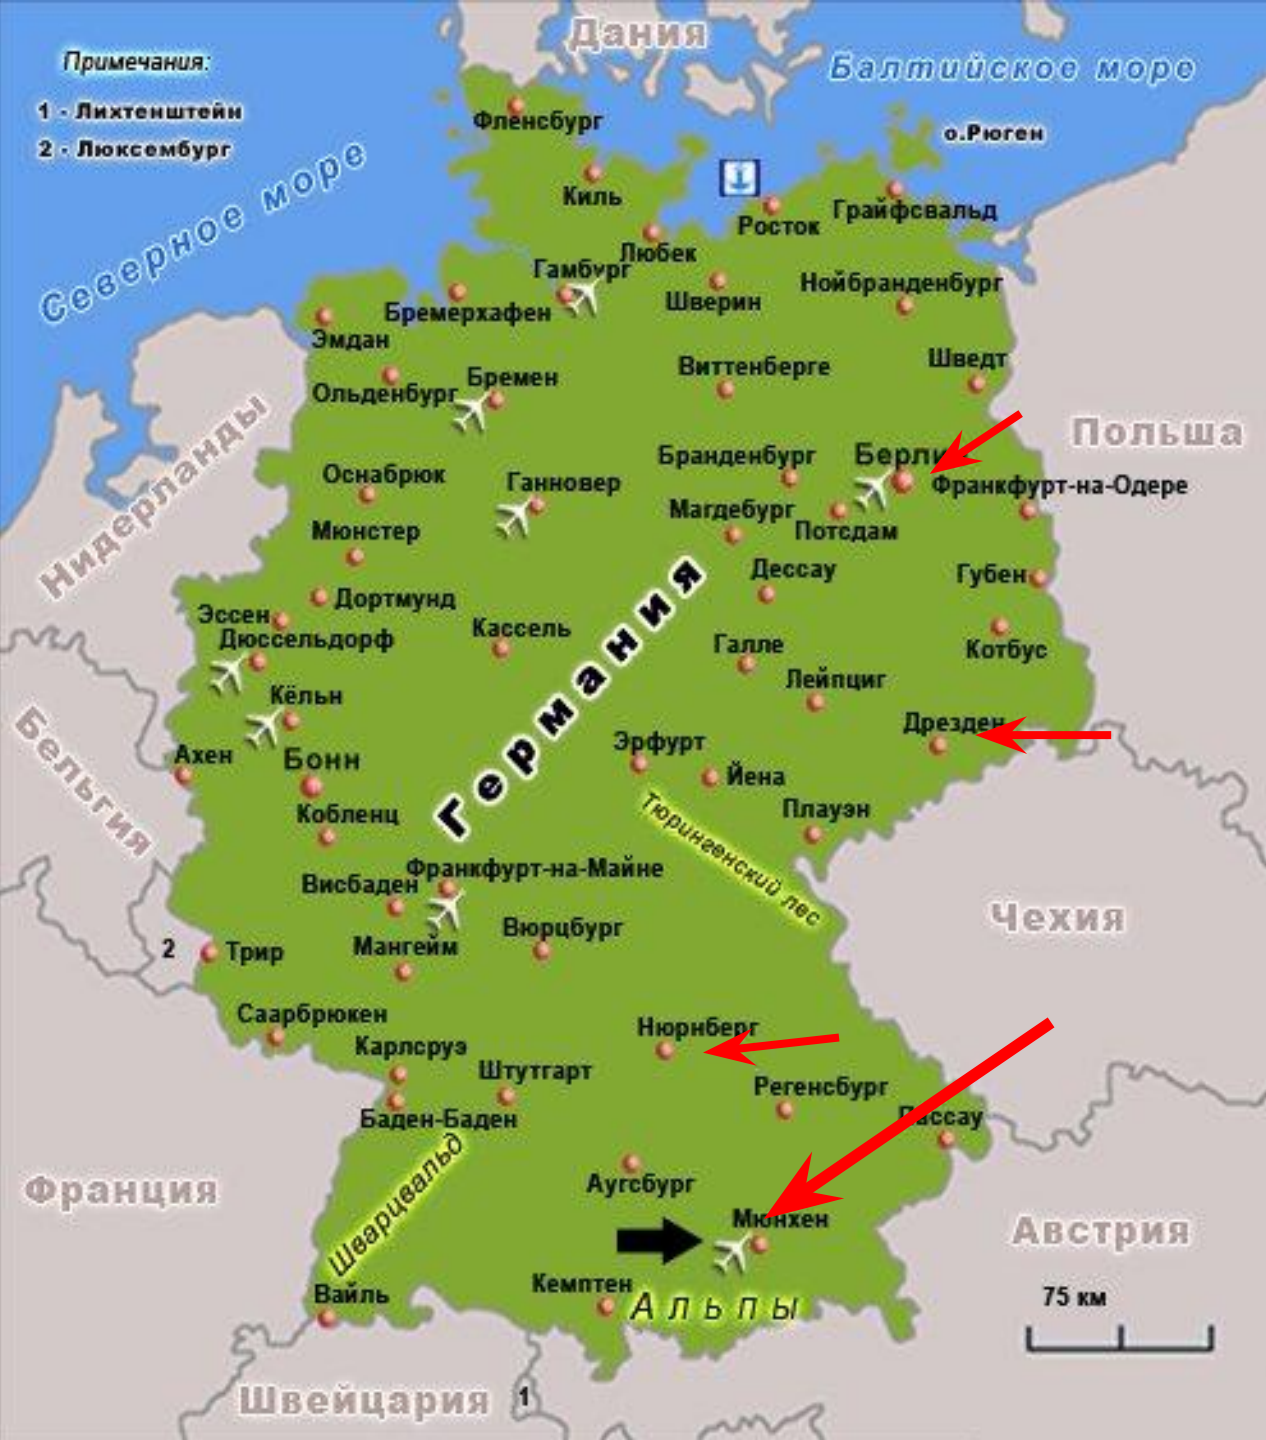 Дания
Примечания:
Балтийское море
1 - Лихтенштейн
2 - Люксембург
о.Рюген
Фленсбург
Северное море
Киль
Росток
Грайфсвальд
Любек
Гамбург
Шверин
Нойбранденбург
Бремерхафен
Эмдан
Виттенберге
Шведт
Ольденбург
Бремен
Польша
Нидерланды
Бранденбург
Берли
Оснабрюк
Ганновер
Франкфурт-на-Одере
Магдебург
Потсдам
Мюнстер
Дессау
Губен
Дортмунд
Эссен
Дюссельдорф
Кассель
Галле
Котбус
Германия
Лейпциг
Кёльн
Дрезден
Бельгия
Эрфурт
Ахен
Бонн
Йена
Кобленц
Плауэн
Тюрингенский лес
Франкфурт-на-Майне
Висбаден
Чехия
Вюрцбург
2
Трир
Мангейм
Саарбрюкен
Нюрнберг
Карлсруэ
Штутгарт
Регенсбург
Баден-Баден
Пассау
Шварцвальд
Франция
Аугсбург
Мюнхен
Австрия
Кемптен
Альпы
Вайль
75 км
Швейцария
1